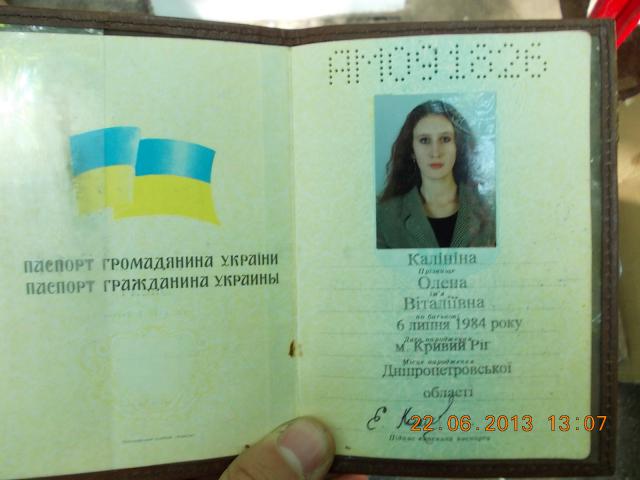 ПАСПОРТ ГРОМАДЯНИНА УКРАЇНИ
ПАСПОРТ ГРАЖДАНИНА УКРАИНЫ
АМ091826
Калініна
Прізвище
Олена
Ім'я
Віталіївна
по батькові
6 липня 1984 року
Дата народження
м. Кривий Ріг
Місце народження
Дніпропетровської
області
22.06.2013 13:07
Підпис власника паспорта